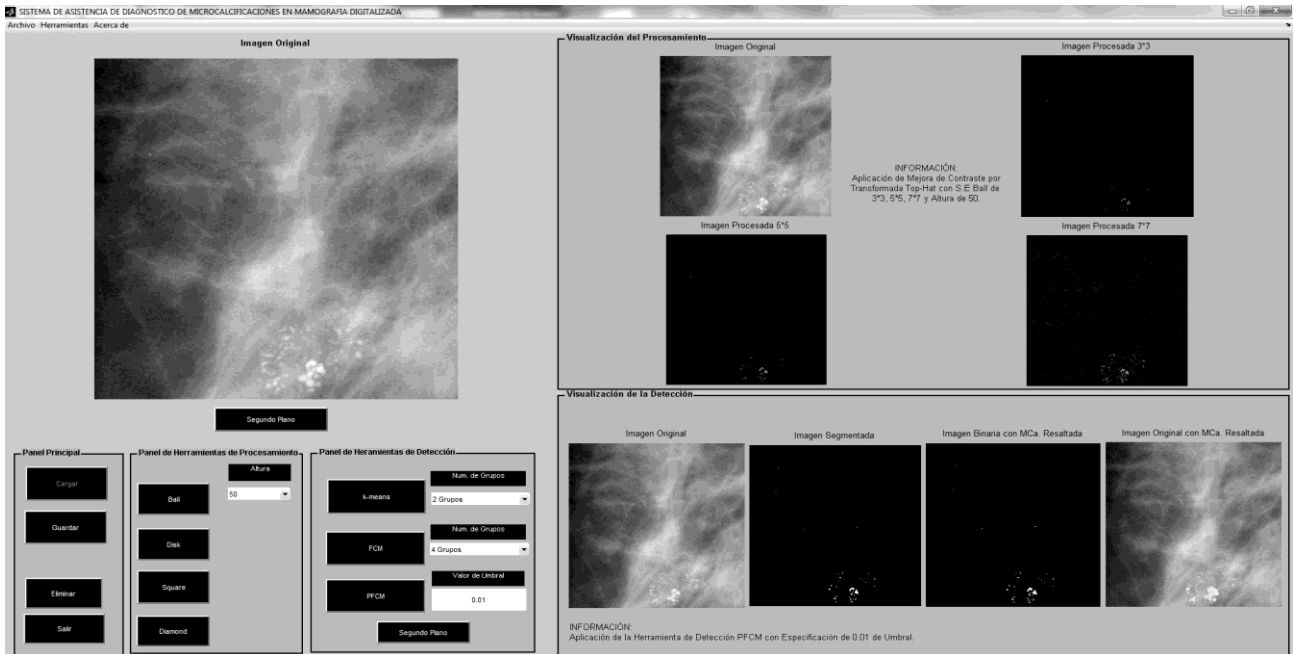 SISTEMA DE ASISTENCIA DE DIAGNOSTICO DE MICROCALCIFICACIONES EN MAMOGRAFIA DIGITALIZADA
Archivo Herramientas Acerca de
Imagen Original
Segundo Plano
Panel Principal
Cargar
Guardar
Eliminar
Salir
Panel de Herramientas de Procesamiento
Altura
50
Ball
Disk
Square
Diamond
Panel de Heramientas de Detección
k-means
Num. de Grupos
2 Grupos
FCM
Num. de Grupos
4 Grupos
PFCM
Valor de Umbral
0.01
Segundo Plano
Visualización del Procesamiento
Imagen Original
Imagen Procesada 3*3
INFORMACIÓN:
Aplicación de Mejora de Contraste por
Transformada Top-Hat con S.E Ball de
3*3, 5*5, 7*7 y Altura de 50.
Imagen Procesada 5*5
Imagen Procesada 7*7
Visualización de la Detección
Imagen Original
Imagen Segmentada
Imagen Binaria con MCa. Resaltada
Imagen Original con MCa. Resaltada
INFORMACIÓN:
Aplicación de la Herramienta de Detección PFCM con Especificación de 0.01 de Umbral.